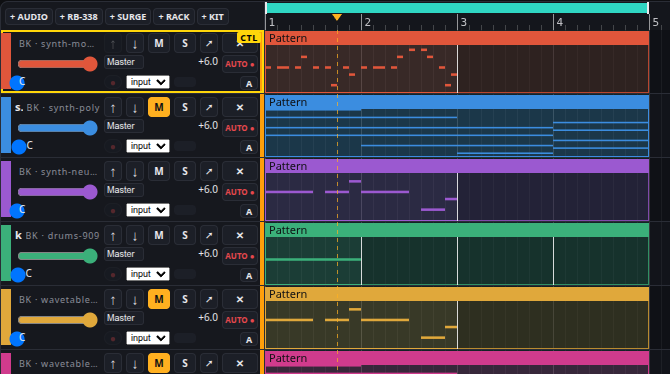 + AUDIO + RB-338 + SURGE + RACK + KIT
1 2 3 4 5
CTL
BK - synth-mo... ↑ ↓ M S ↗ ×
Master +6.0 AUTO ●
C input A
Pattern
s. BK - synth-poly ↑ ↓ M S ↗ ×
Master +6.0 AUTO ●
C input A
Pattern
BK - synth-neu... ↑ ↓ M S ↗ ×
Master +6.0 AUTO ●
C input A
Pattern
k BK - drums-909 ↑ ↓ M S ↗ ×
Master +6.0 AUTO ●
C input A
Pattern
BK - wavetable... ↑ ↓ M S ↗ ×
Master +6.0 AUTO ●
C input A
Pattern
BK - wavetable... ↑ ↓ M S ↗ ×
Pattern